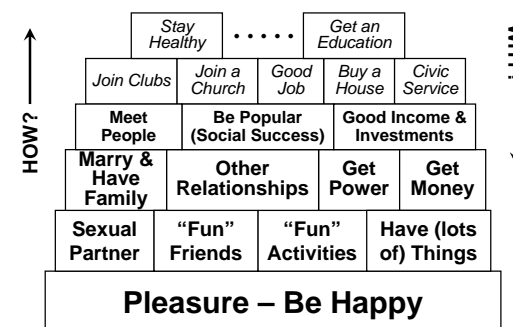 Stay
Healthy
. . . . .
Get an
Education
Join Clubs
Join a
Church
Good
Job
Buy a
House
Civic
Service
Meet
People
Be Popular
(Social Success)
Good Income &
Investments
Marry &
Have
Family
Other
Relationships
Get
Power
Get
Money
Sexual
Partner
“Fun”
Friends
“Fun”
Activities
Have (lots
of) Things
Pleasure – Be Happy
HOW?